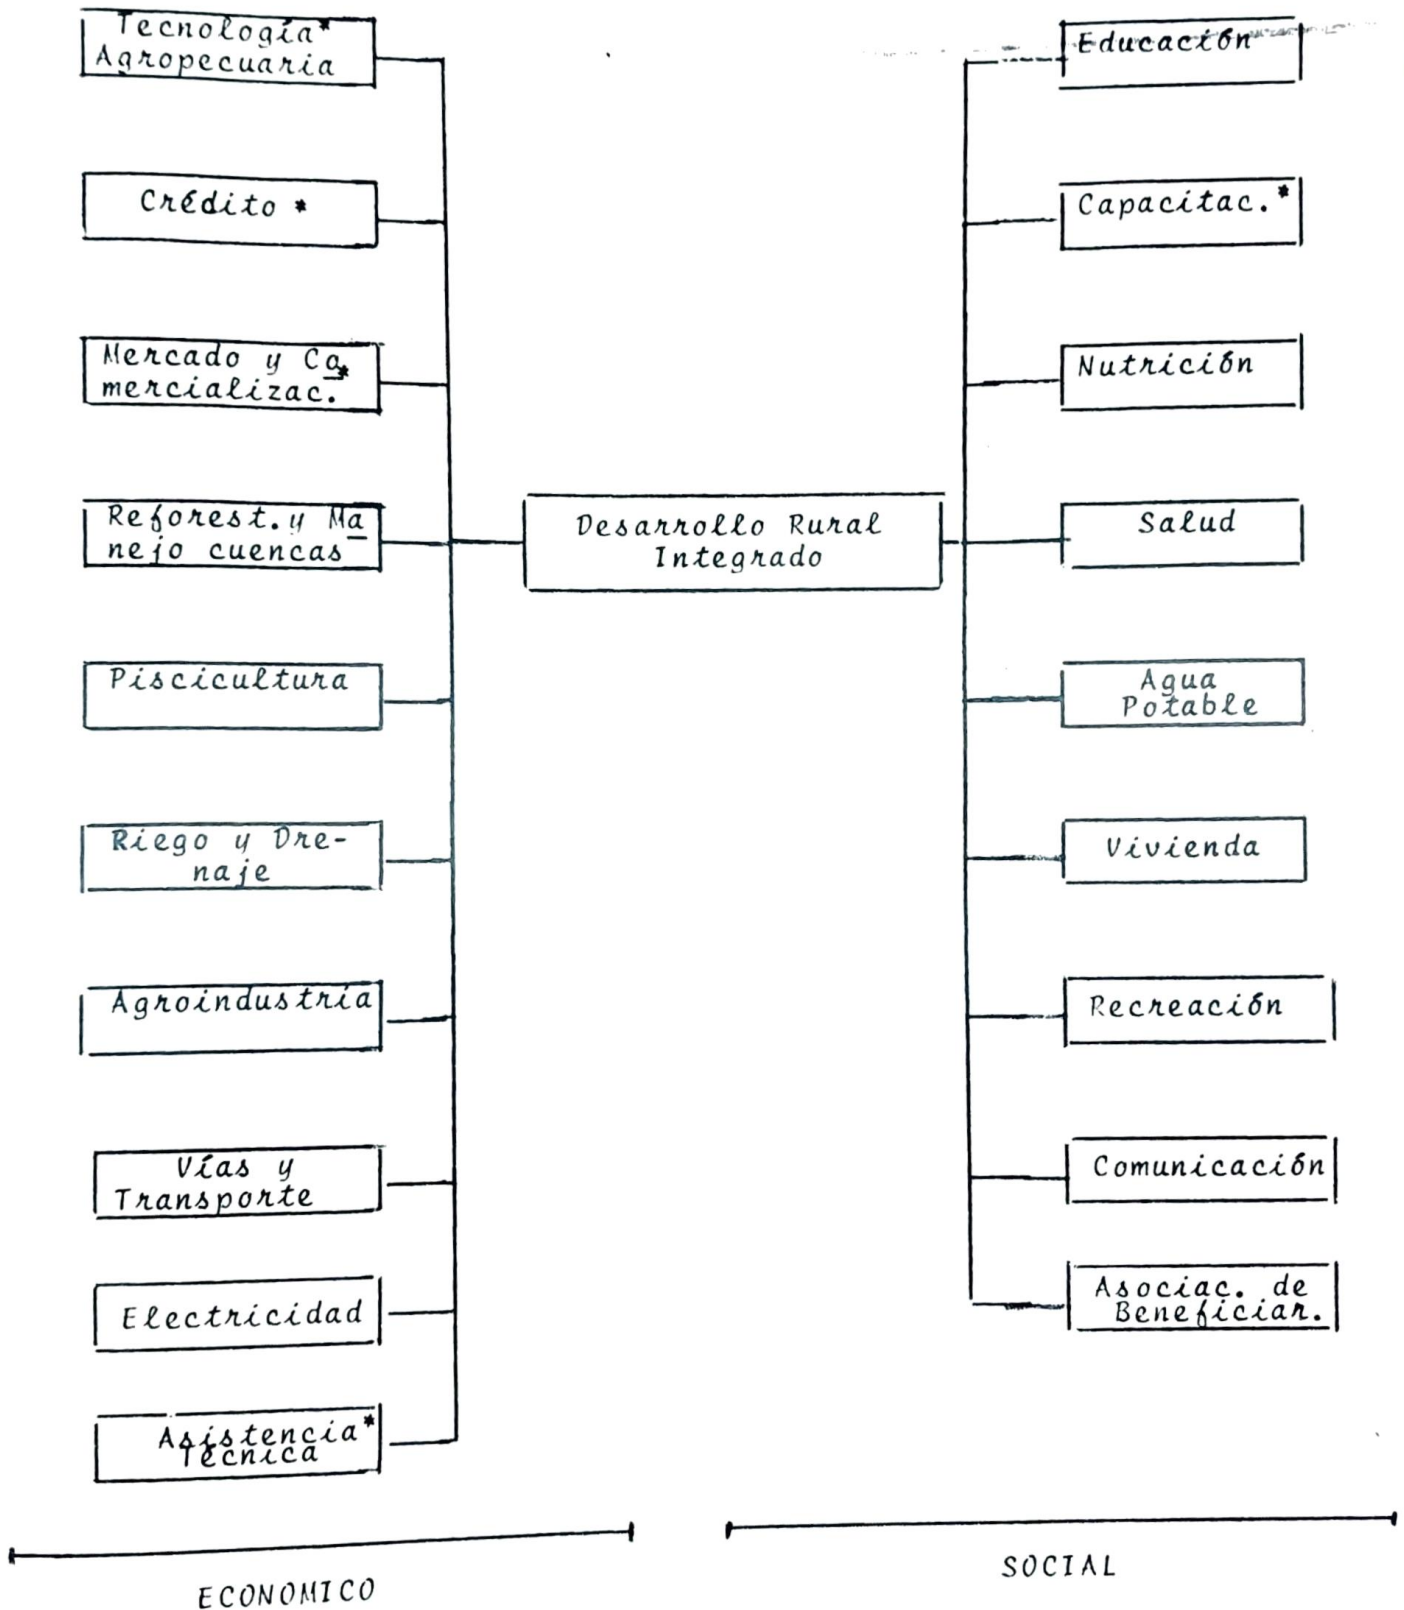 Tecnología*
Agropecuaria
Crédito *
Mercado y Co*
mercializac.
Reforest. y Ma
nejo cuencas
Piscicultura
Riego y Dre-
naje
Agroindustria
Vías y
Transporte
Electricidad
Asistencia*
Técnica
Desarrollo Rural
Integrado
Educación
Capacitac.*
Nutrición
Salud
Agua
Potable
Vivienda
Recreación
Comunicación
Asociac. de
Beneficiar.
ECONOMICO
SOCIAL